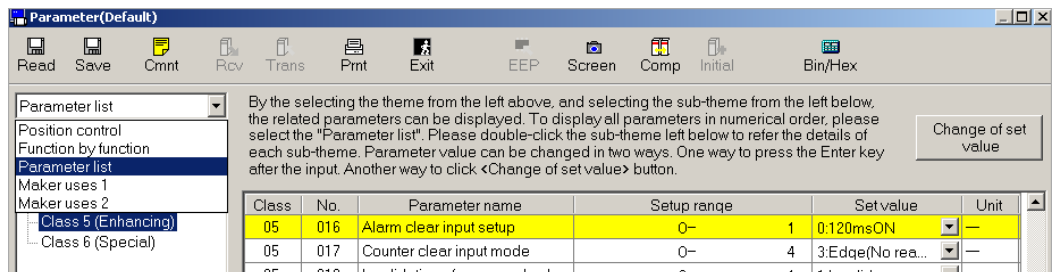 Parameter(Default)
Read Save Cmnt Rcv Trans Prnt Exit EEP Screen Comp Initial Bin/Hex
Parameter list
Position control
Function by function
Parameter list
Maker uses 1
Maker uses 2
Class 5 (Enhancing)
Class 6 (Special)
By the selecting the theme from the left above, and selecting the sub-theme from the left below,
the related parameters can be displayed. To display all parameters in numerical order, please
select the "Parameter list". Please double-click the sub-theme left below to refer the details of
each sub-theme. Parameter value can be changed in two ways. One way to press the Enter key
after the input. Another way to click <Change of set value> button.
Change of set
value
Class No. Parameter name Setup range Set value Unit
05 016 Alarm clear input setup 0- 1 0:120msON —
05 017 Counter clear input mode 0- 4 3:Edge(No rea... —